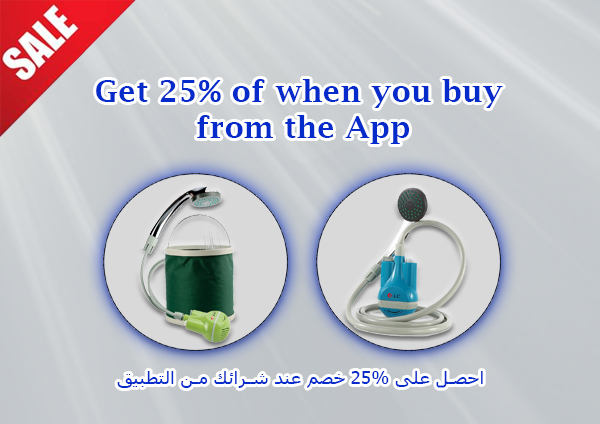 SALE
Get 25% of when you buy
from the App
احصل على 25% خصم عند شرائك من التطبيق